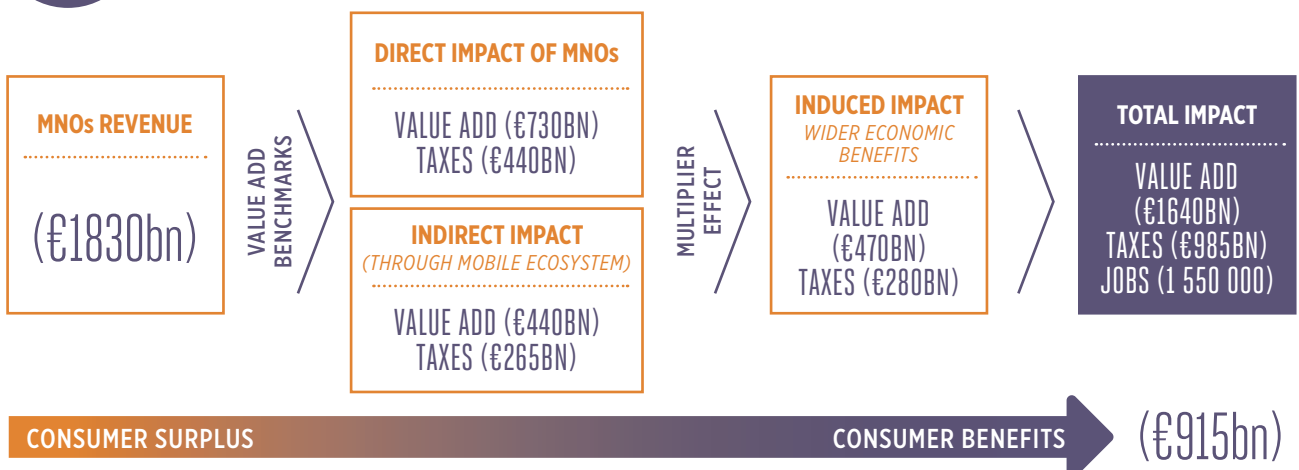 MNOs REVENUE
(€1830bn)
VALUE ADD
BENCHMARKS
DIRECT IMPACT OF MNOs
VALUE ADD (€730BN)
TAXES (€440BN)
INDIRECT IMPACT
(THROUGH MOBILE ECOSYSTEM)
VALUE ADD (€440BN)
TAXES (€265BN)
MULTIPLIER
EFFECT
INDUCED IMPACT
WIDER ECONOMIC
BENEFITS
VALUE ADD
(€470BN)
TAXES (€280BN)
TOTAL IMPACT
VALUE ADD
(€1640BN)
TAXES (€985BN)
JOBS (1 550 000)
CONSUMER SURPLUS
CONSUMER BENEFITS
(€915bn)